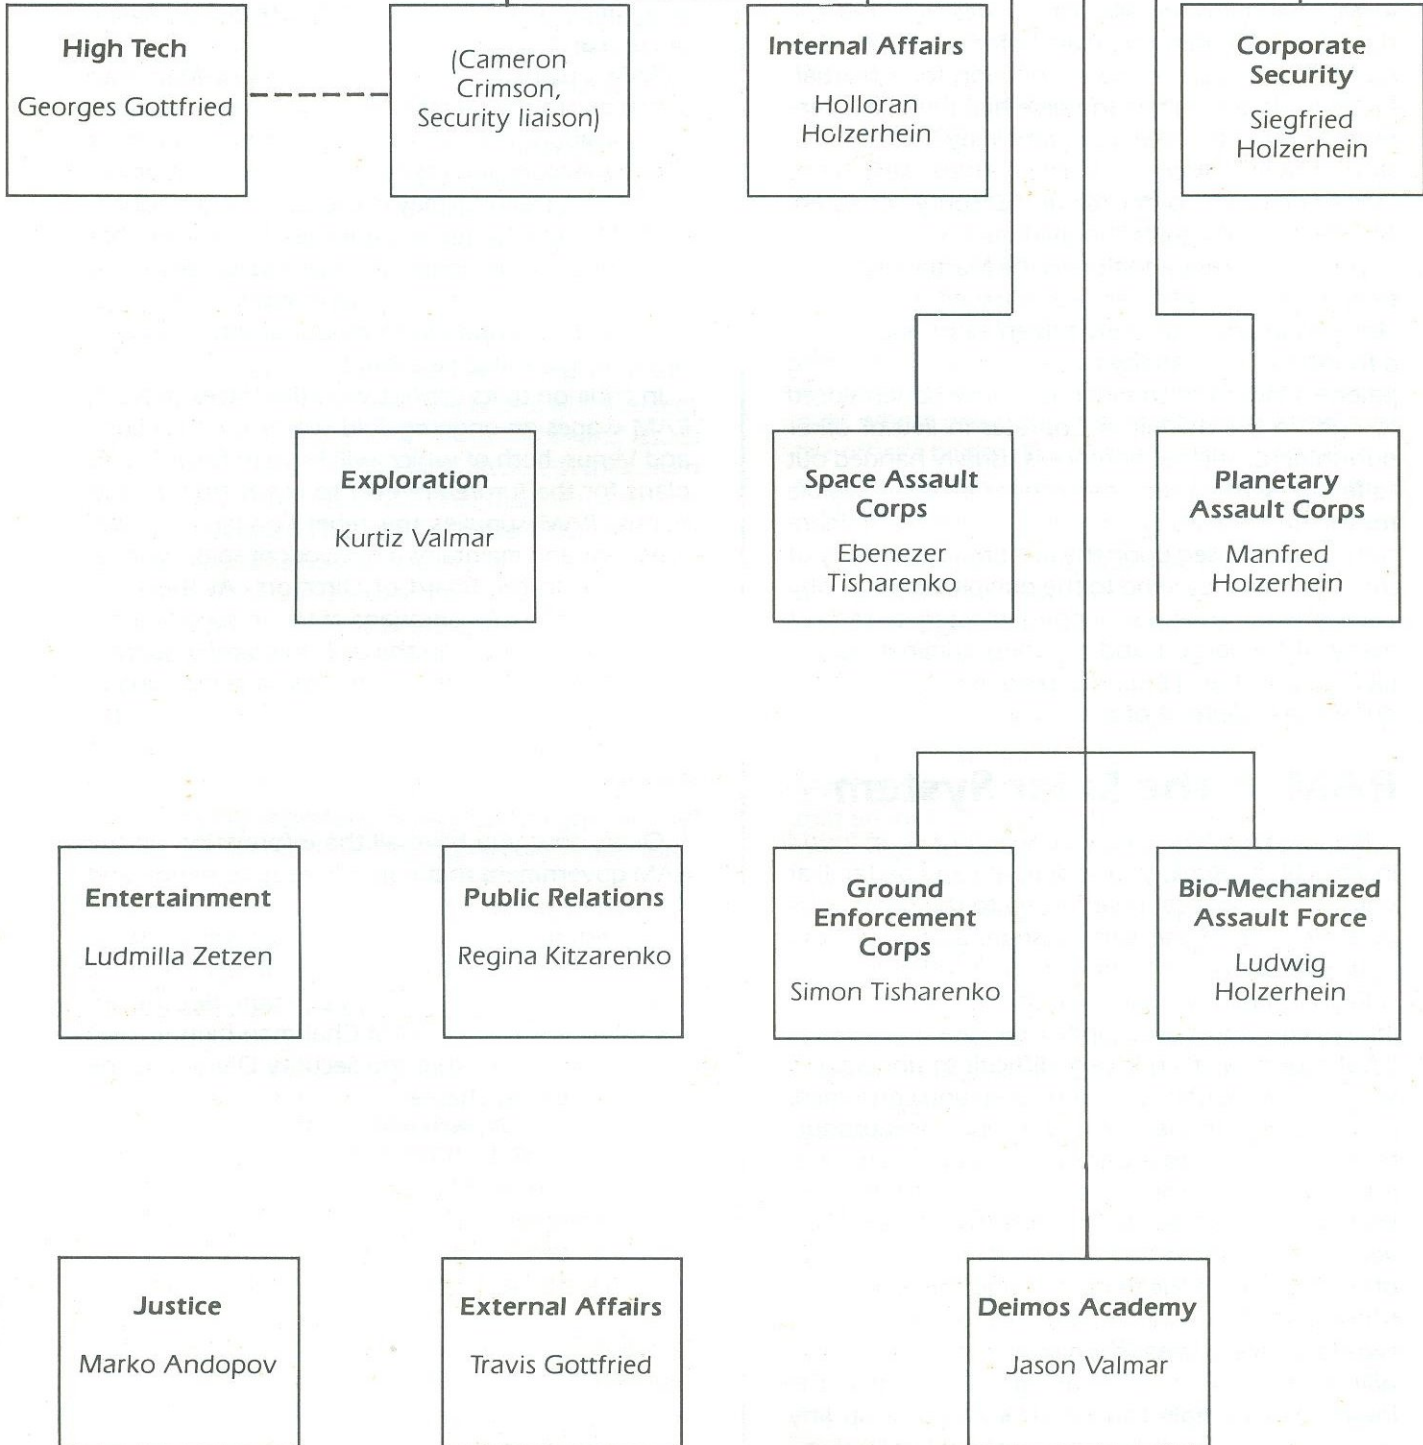 High Tech
Georges Gottfried
(Cameron
Crimson,
Security liaison)
Internal Affairs
Holloran
Holzerhein
Corporate
Security
Siegfried
Holzerhein
Exploration
Kurtiz Valmar
Space Assault
Corps
Ebenezer
Tisharenko
Planetary
Assault Corps
Manfred
Holzerhein
Entertainment
Ludmilla Zetzen
Public Relations
Regina Kitzarenko
Ground
Enforcement
Corps
Simon Tisharenko
Bio-Mechanized
Assault Force
Ludwig
Holzerhein
Justice
Marko Andopov
External Affairs
Travis Gottfried
Deimos Academy
Jason Valmar